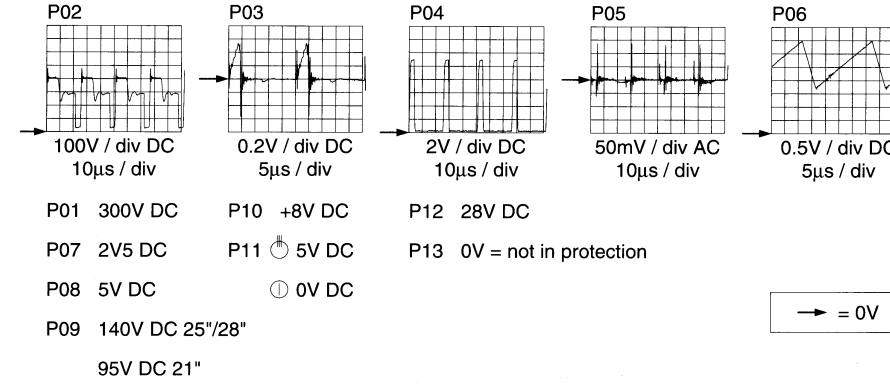 P02 P03 P04 P05 P06
100V / div DC 0.2V / div DC 2V / div DC 50mV / div AC 0.5V / div DC
10µs / div 5µs / div 10µs / div 10µs / div 5µs / div
P01 300V DC P10 +8V DC P12 28V DC
P07 2V5 DC P11 5V DC P13 0V = not in protection
P08 5V DC 0V DC
= 0V
P09 140V DC 25"/28"
95V DC 21"